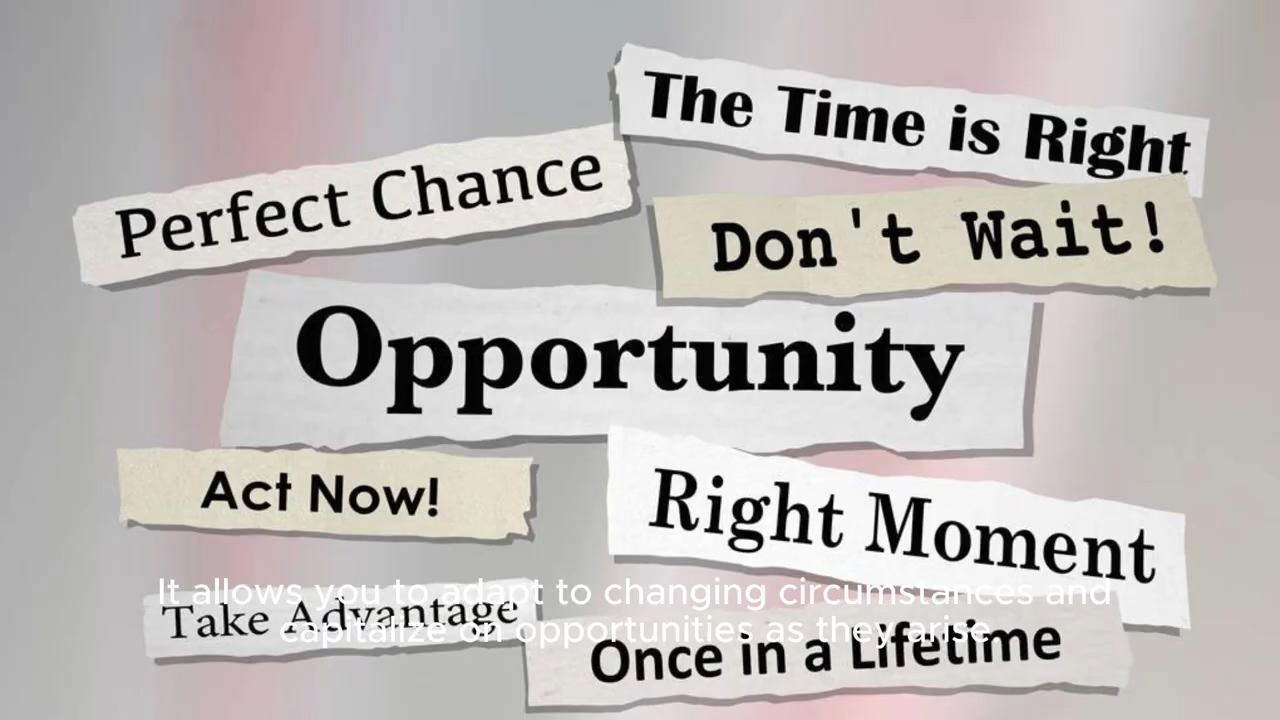 The Time is Right
Perfect Chance
Don't Wait!
Opportunity
Act Now!
Right Moment
Take Advantage
Once in a Lifetime
It allows you to adapt to changing circumstances and
capitalize on opportunities as they arise